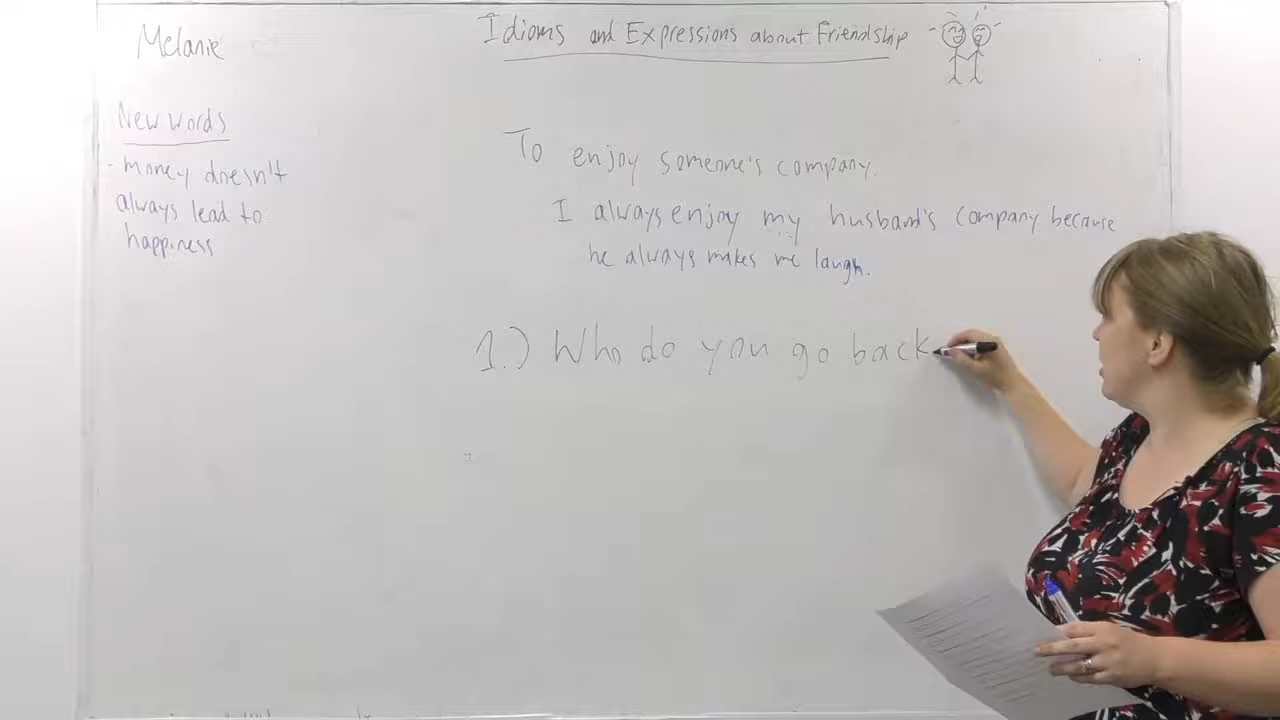 Melanie
Idioms and Expressions about Friendship
New words
- money doesn't
always lead to
happiness
To enjoy someone's company.
I always enjoy my husband's company because
he always makes me laugh.
1.) Who do you go back